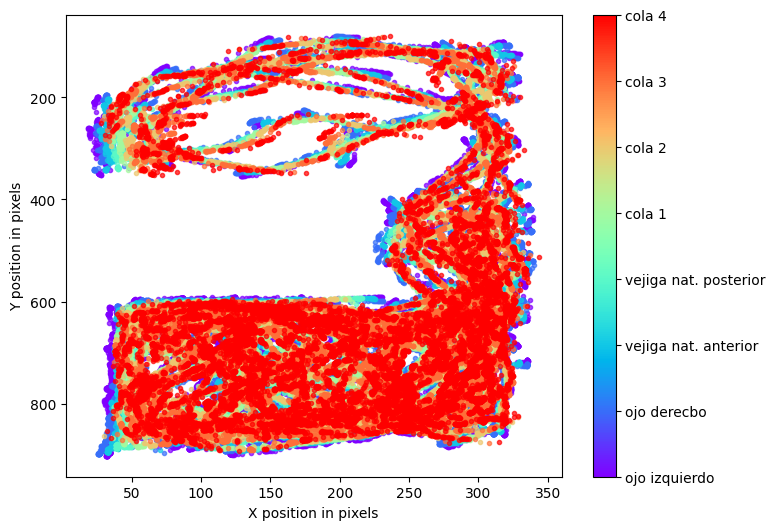 200
400
600
800
Y position in pixels
50
100
150
200
250
300
350
X position in pixels
cola 4
cola 3
cola 2
cola 1
vejiga nat. posterior
vejiga nat. anterior
ojo derecbo
ojo izquierdo